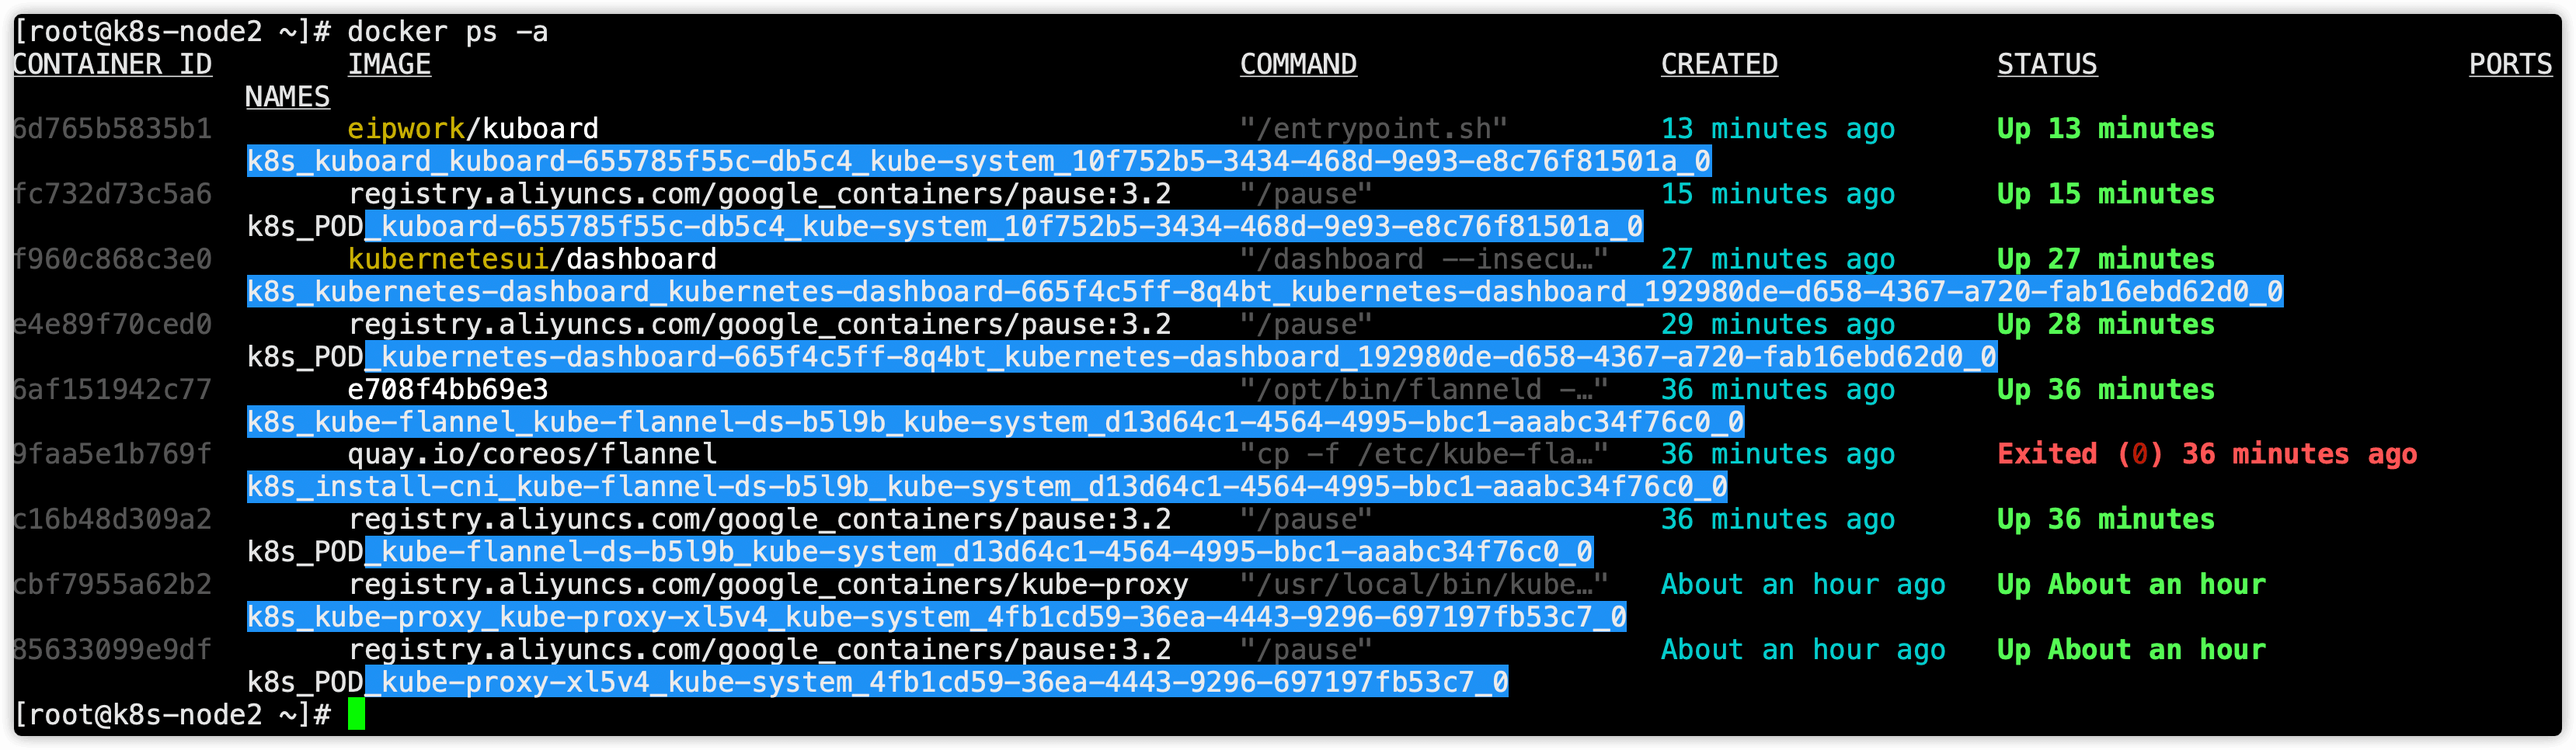 [root@k8s-node2 ~]# docker ps -a
CONTAINER ID IMAGE COMMAND CREATED STATUS PORTS
NAMES
6d765b5835b1 eipwork/kuboard "/entrypoint.sh" 13 minutes ago Up 13 minutes
k8s_kuboard_kuboard-655785f55c-db5c4_kube-system_10f752b5-3434-468d-9e93-e8c76f81501a_0
fc732d73c5a6 registry.aliyuncs.com/google_containers/pause:3.2 "/pause" 15 minutes ago Up 15 minutes
k8s_POD_kuboard-655785f55c-db5c4_kube-system_10f752b5-3434-468d-9e93-e8c76f81501a_0
f960c868c3e0 kubernetesui/dashboard "/dashboard --insecu…" 27 minutes ago Up 27 minutes
k8s_kubernetes-dashboard_kubernetes-dashboard-665f4c5ff-8q4bt_kubernetes-dashboard_192980de-d658-4367-a720-fab16ebd62d0_0
e4e89f70ced0 registry.aliyuncs.com/google_containers/pause:3.2 "/pause" 29 minutes ago Up 28 minutes
k8s_POD_kubernetes-dashboard-665f4c5ff-8q4bt_kubernetes-dashboard_192980de-d658-4367-a720-fab16ebd62d0_0
6af151942c77 e708f4bb69e3 "/opt/bin/flanneld -…" 36 minutes ago Up 36 minutes
k8s_kube-flannel_kube-flannel-ds-b5l9b_kube-system_d13d64c1-4564-4995-bbc1-aaabc34f76c0_0
9faa5e1b769f quay.io/coreos/flannel "cp -f /etc/kube-fla…" 36 minutes ago Exited (0) 36 minutes ago
k8s_install-cni_kube-flannel-ds-b5l9b_kube-system_d13d64c1-4564-4995-bbc1-aaabc34f76c0_0
c16b48d309a2 registry.aliyuncs.com/google_containers/pause:3.2 "/pause" 36 minutes ago Up 36 minutes
k8s_POD_kube-flannel-ds-b5l9b_kube-system_d13d64c1-4564-4995-bbc1-aaabc34f76c0_0
cbf7955a62b2 registry.aliyuncs.com/google_containers/kube-proxy "/usr/local/bin/kube…" About an hour ago Up About an hour
k8s_kube-proxy_kube-proxy-xl5v4_kube-system_4fb1cd59-36ea-4443-9296-697197fb53c7_0
85633099e9df registry.aliyuncs.com/google_containers/pause:3.2 "/pause" About an hour ago Up About an hour
k8s_POD_kube-proxy-xl5v4_kube-system_4fb1cd59-36ea-4443-9296-697197fb53c7_0
[root@k8s-node2 ~]#